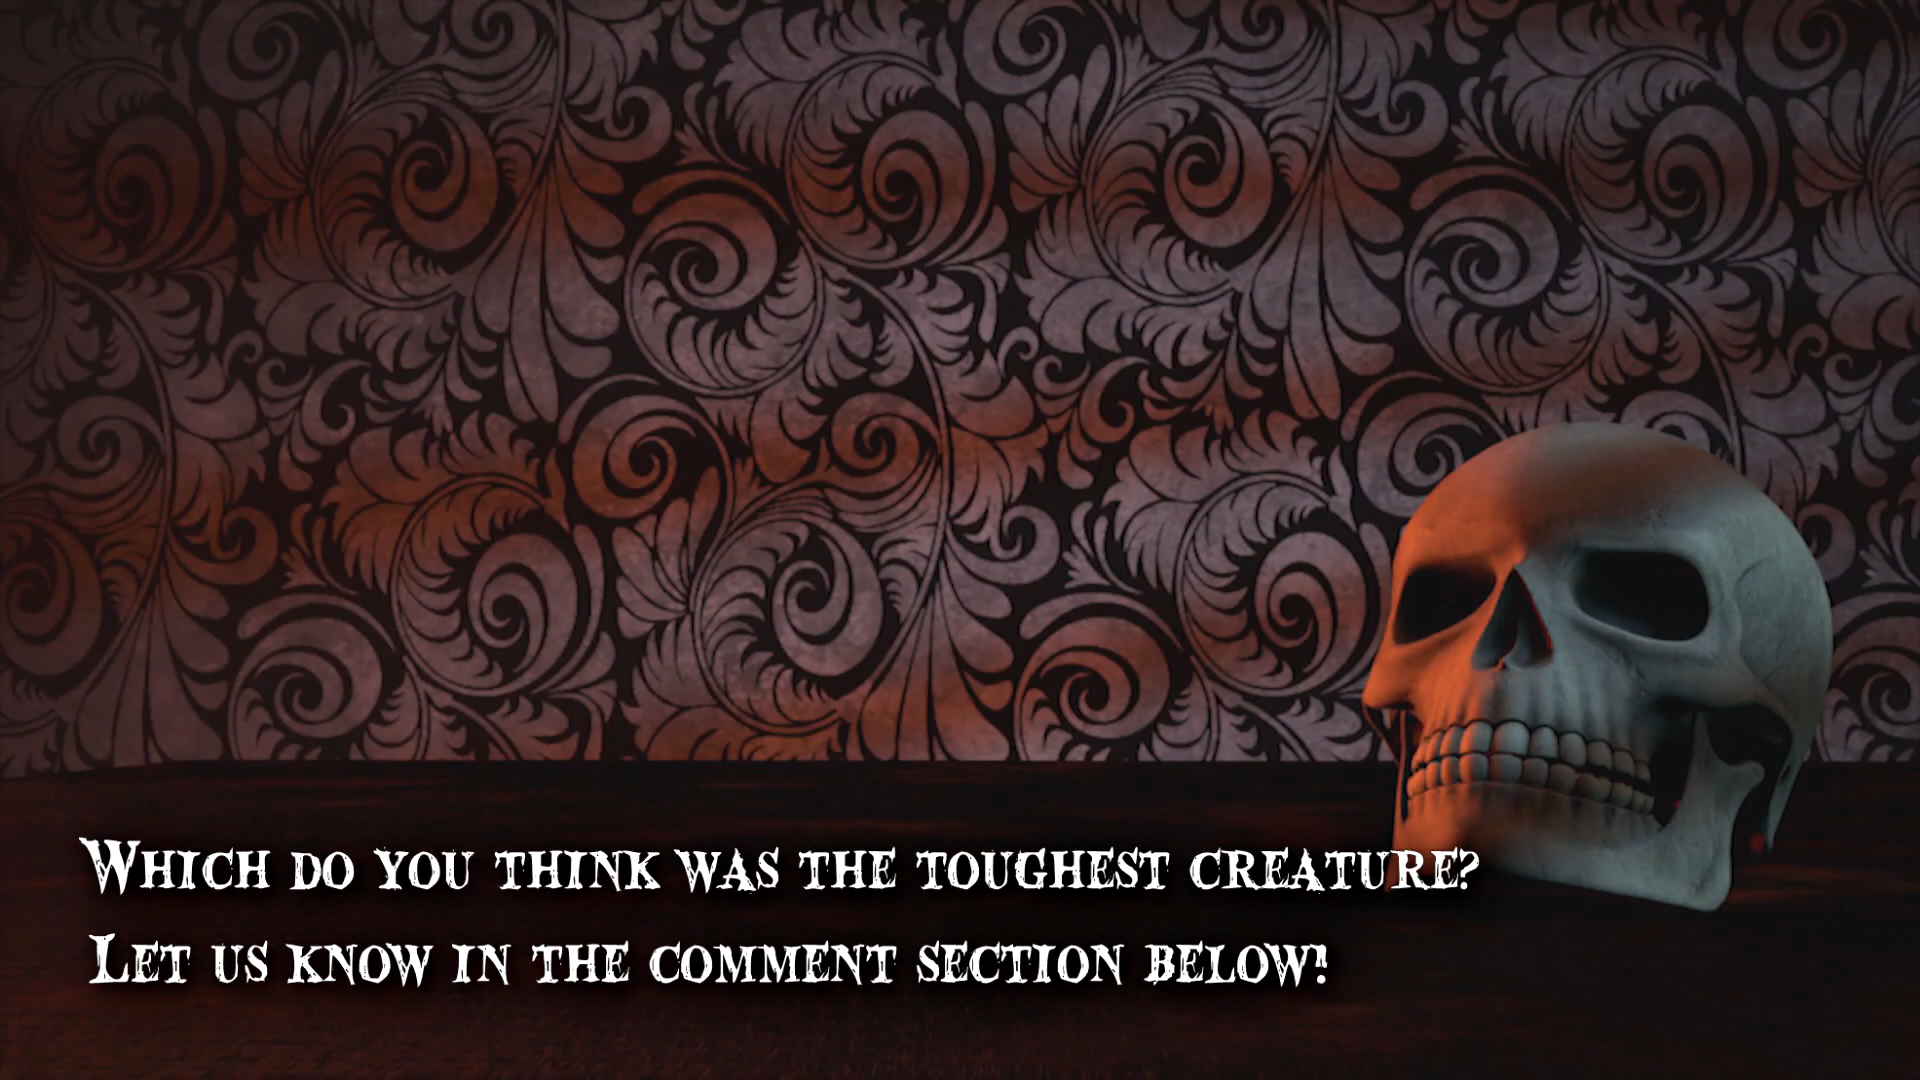 Which do you think was the toughest creature?
Let us know in the comment section below!